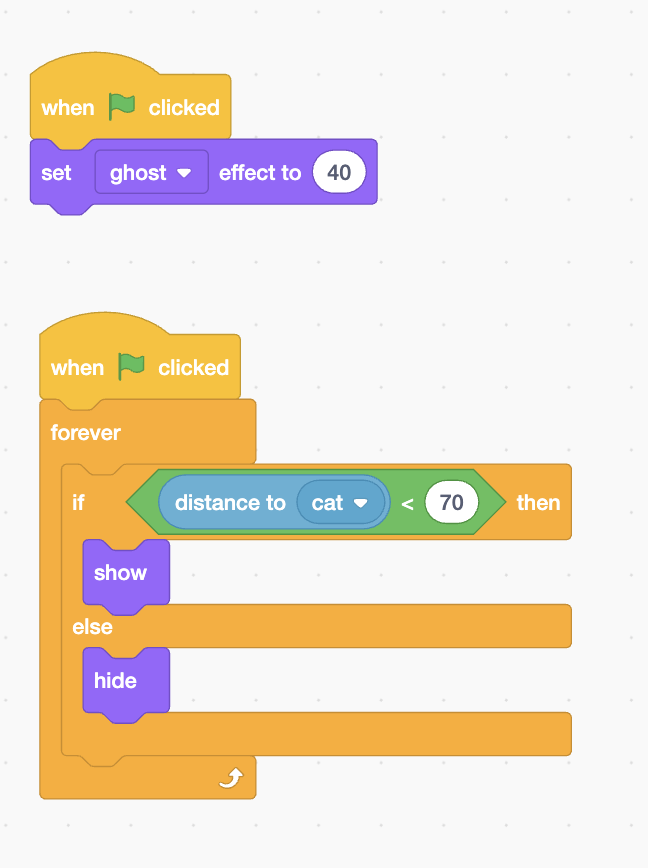 when clicked
set ghost effect to 40
when clicked
forever
if distance to cat < 70 then
show
else
hide